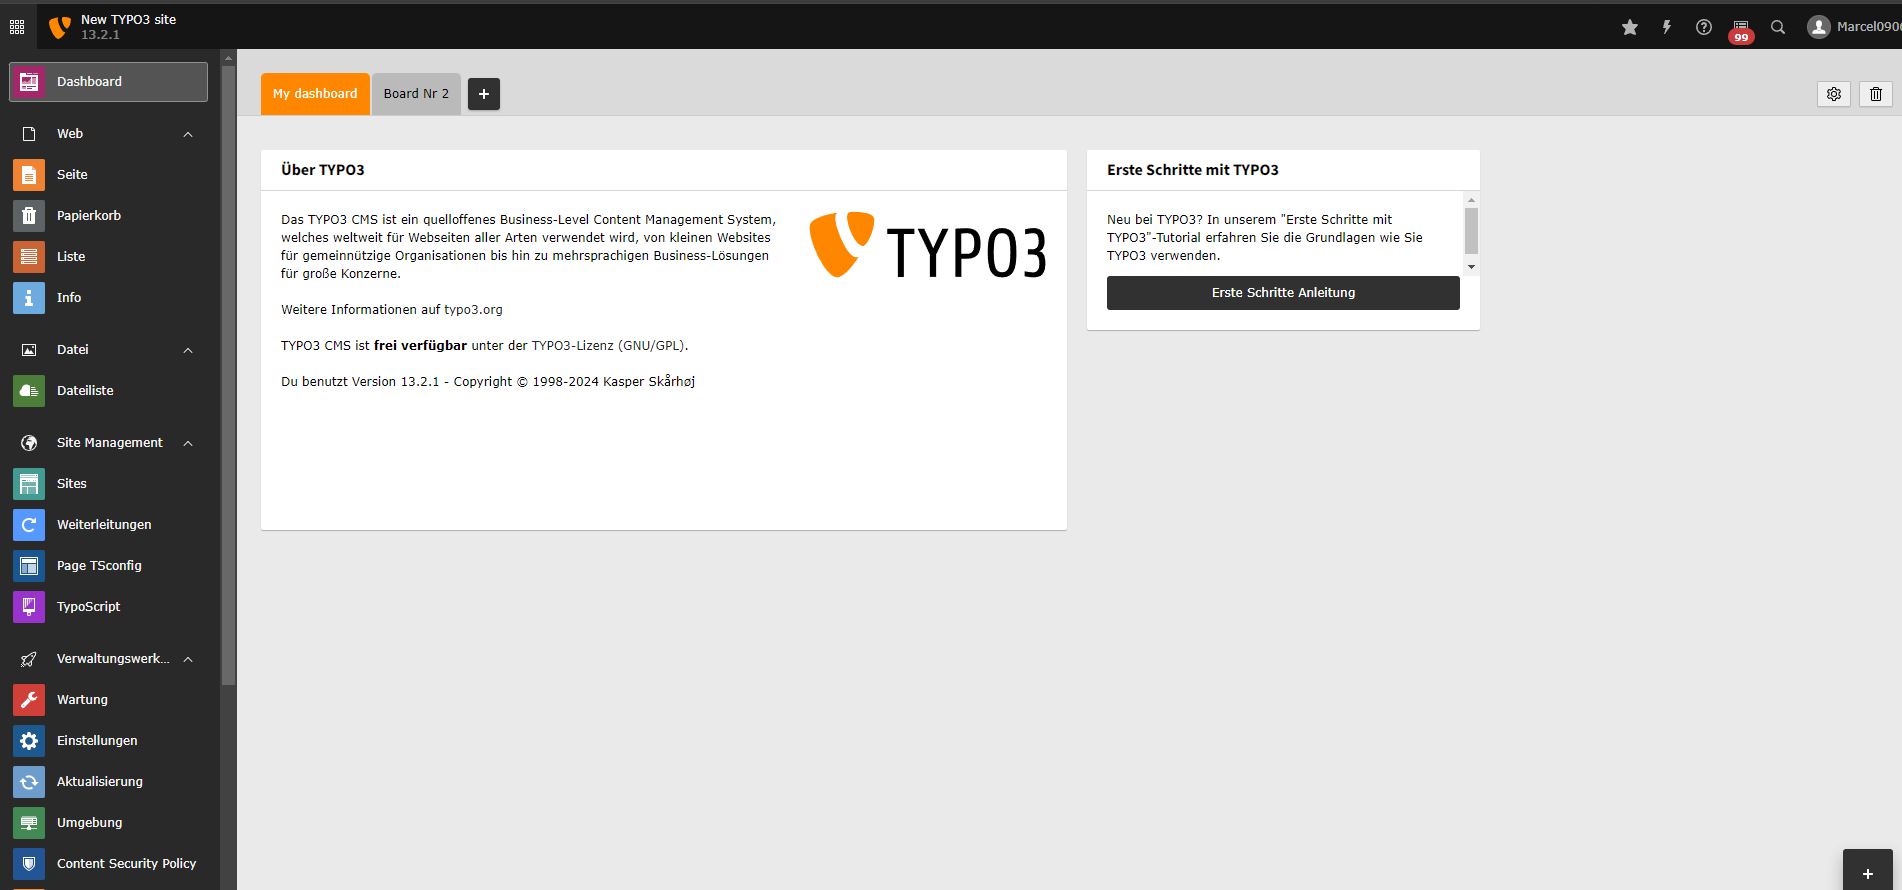 New TYPO3 site
13.2.1
99
Marcel090
Dashboard
Web
Seite
Papierkorb
Liste
Info
Datei
Dateiliste
Site Management
Sites
Weiterleitungen
Page TSconfig
TypoScript
Verwaltungswerk...
Wartung
Einstellungen
Aktualisierung
Umgebung
Content Security Policy
My dashboard
Board Nr 2
+
Über TYPO3
Das TYPO3 CMS ist ein quelloffenes Business-Level Content Management System,
welches weltweit für Webseiten aller Arten verwendet wird, von kleinen Websites
für gemeinnützige Organisationen bis hin zu mehrsprachigen Business-Lösungen
für große Konzerne.
Weitere Informationen auf typo3.org
TYPO3 CMS ist frei verfügbar unter der TYPO3-Lizenz (GNU/GPL).
Du benutzt Version 13.2.1 - Copyright © 1998-2024 Kasper Skårhøj
TYPO3
Erste Schritte mit TYPO3
Neu bei TYPO3? In unserem "Erste Schritte mit
TYPO3"-Tutorial erfahren Sie die Grundlagen wie Sie
TYPO3 verwenden.
Erste Schritte Anleitung
+